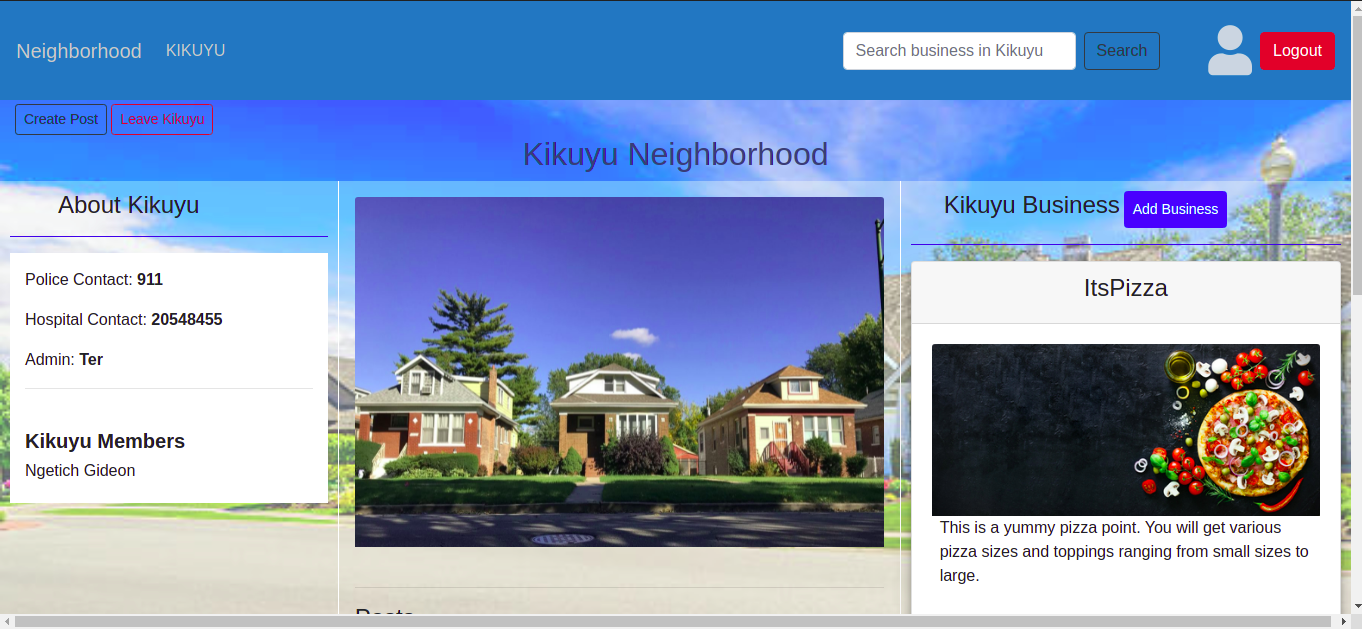 Neighborhood
KIKUYU
Search business in Kikuyu
Search
Logout
Create Post
Leave Kikuyu
Kikuyu Neighborhood
About Kikuyu
Police Contact: 911
Hospital Contact: 20548455
Admin: Ter
Kikuyu Members
Ngetich Gideon
Posts
Kikuyu Business
Add Business
ItsPizza
This is a yummy pizza point. You will get various
pizza sizes and toppings ranging from small sizes to
large.